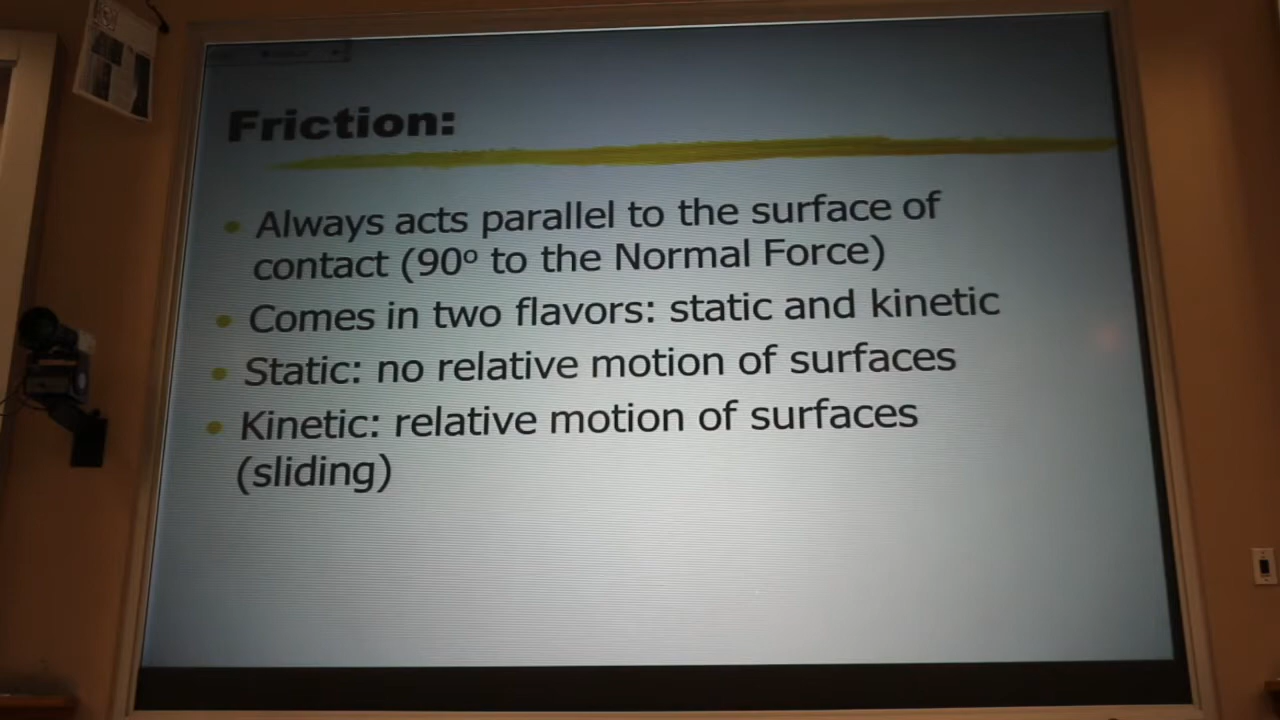 Friction:
• Always acts parallel to the surface of
contact (90º to the Normal Force)
• Comes in two flavors: static and kinetic
• Static: no relative motion of surfaces
• Kinetic: relative motion of surfaces
(sliding)